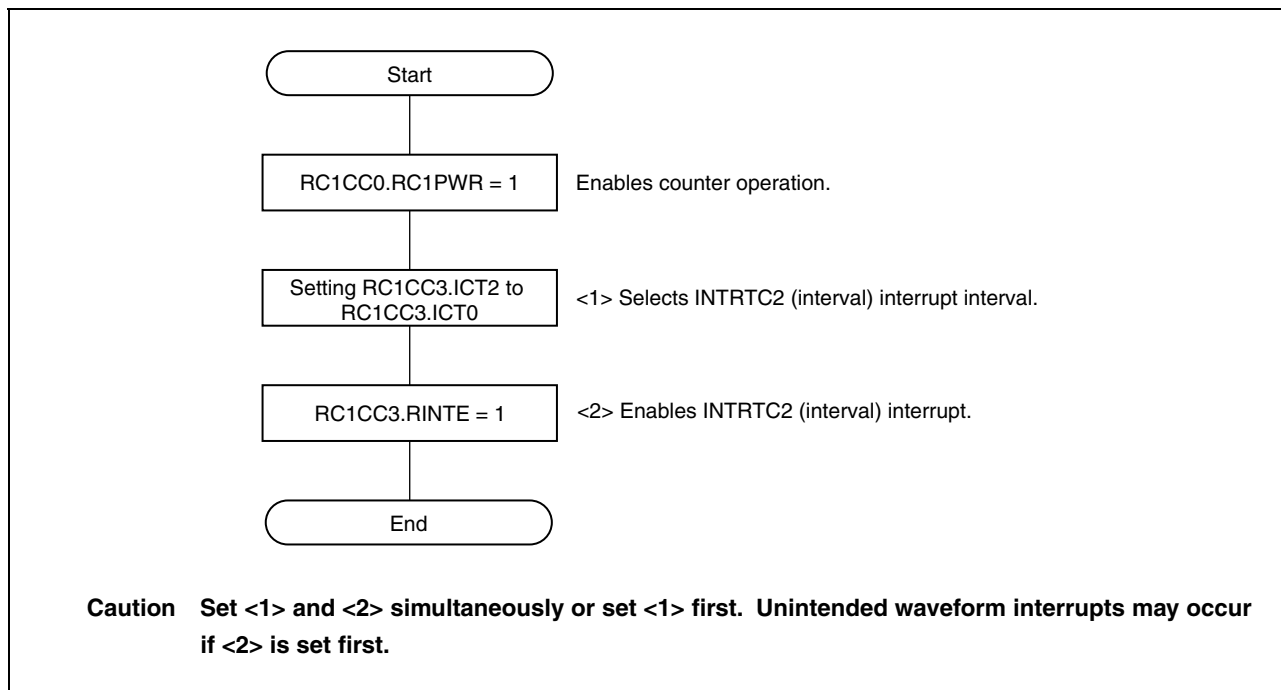 Start
RC1CC0.RC1PWR = 1
Enables counter operation.
Setting RC1CC3.ICT2 to
RC1CC3.ICT0
<1> Selects INTRTC2 (interval) interrupt interval.
RC1CC3.RINTE = 1
<2> Enables INTRTC2 (interval) interrupt.
End
Caution Set <1> and <2> simultaneously or set <1> first. Unintended waveform interrupts may occur
if <2> is set first.